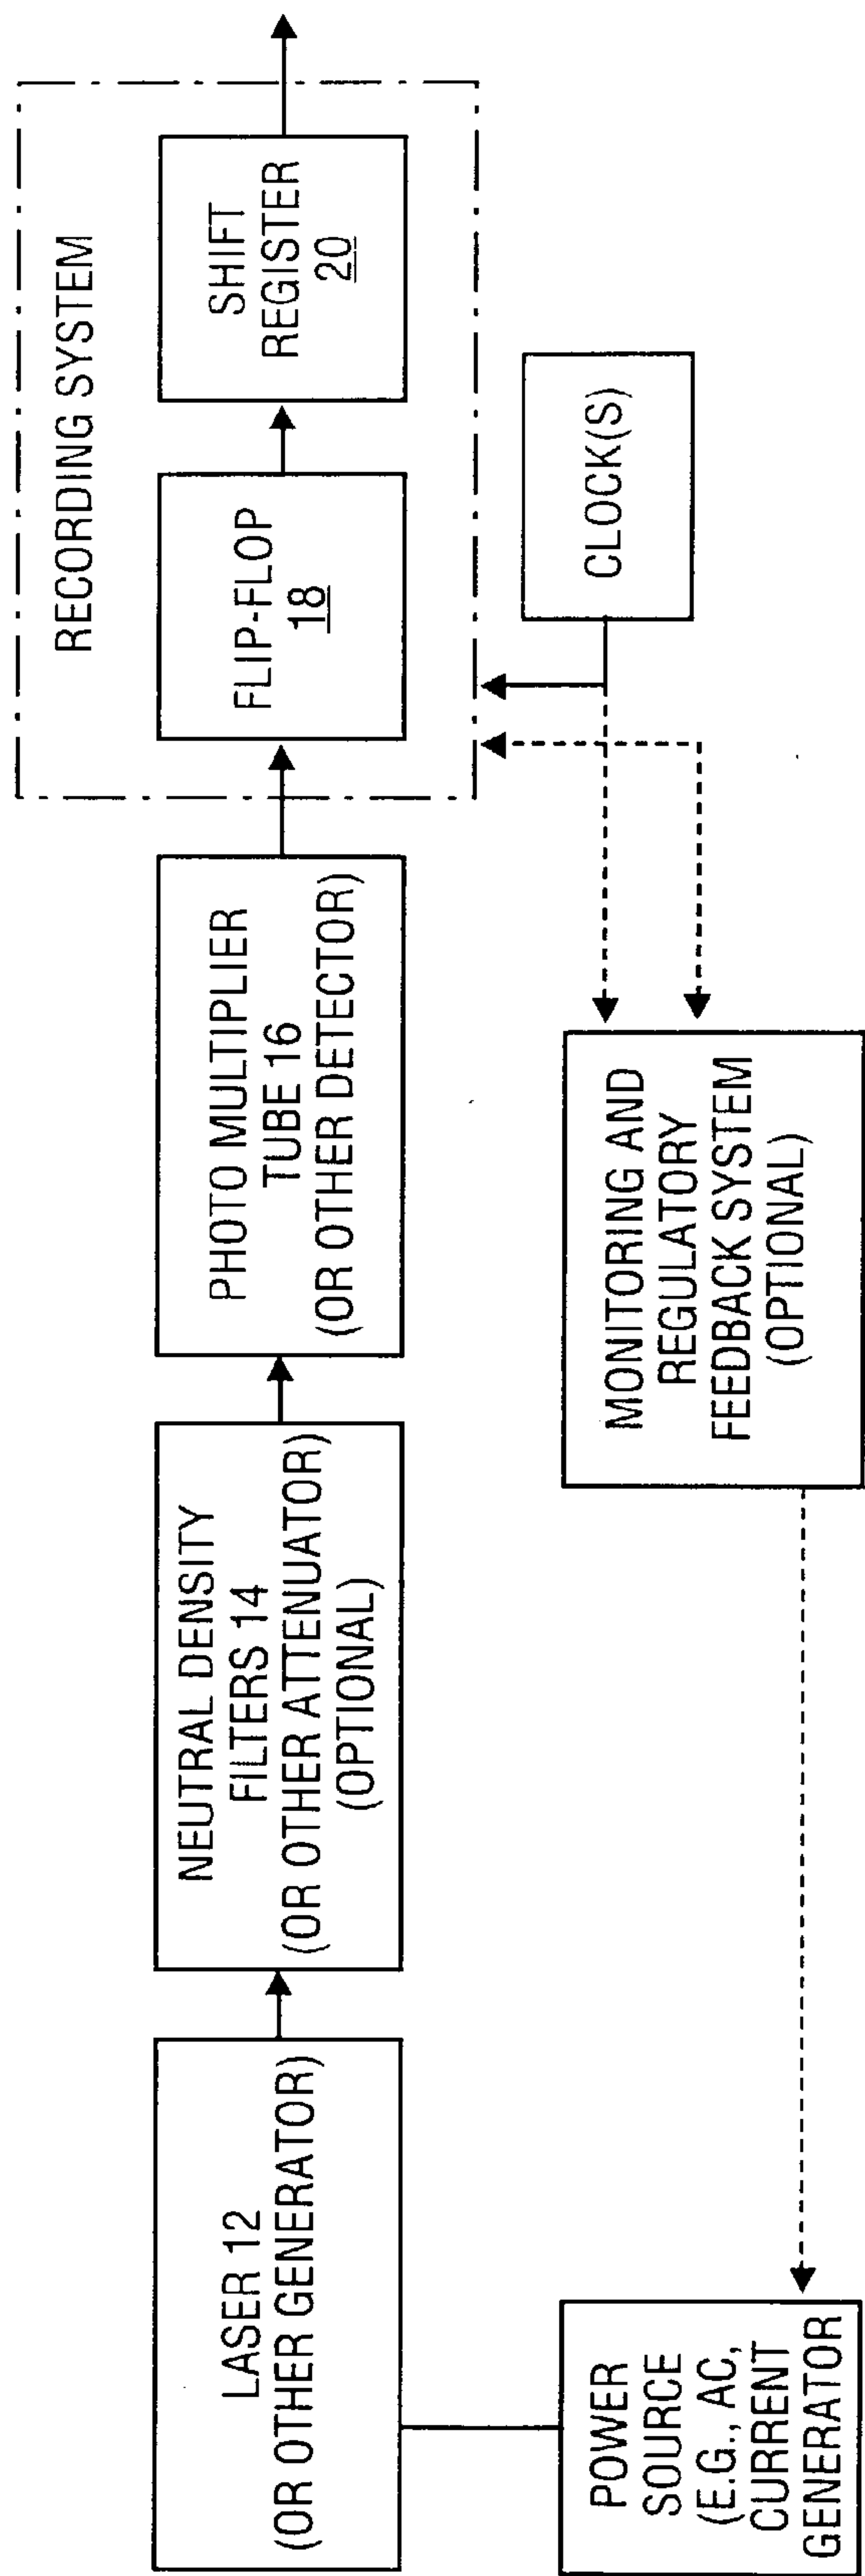 RECORDING SYSTEM
LASER 12
(OR OTHER GENERATOR)
NEUTRAL DENSITY
FILTERS 14
(OR OTHER ATTENUATOR)
(OPTIONAL)
PHOTO MULTIPLIER
TUBE 16
(OR OTHER DETECTOR)
FLIP-FLOP
18
SHIFT
REGISTER
20
POWER
SOURCE
(E.G., AC,
CURRENT
GENERATOR
MONITORING AND
REGULATORY
FEEDBACK SYSTEM
(OPTIONAL)
CLOCK(S)